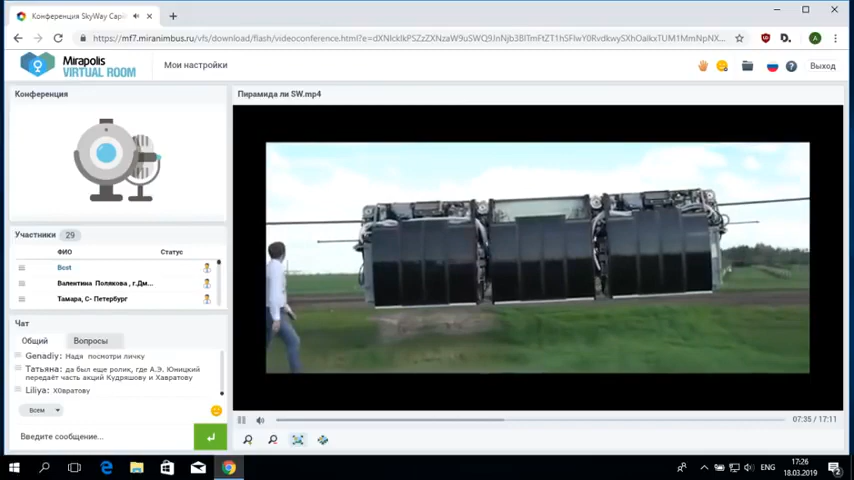 Конференция SkyWay Capi
https://mf7.miranimbus.ru/vfs/download/flash/videoconference.html?e=
Mirapolis
VIRTUAL ROOM
Мои настройки
Выход
Конференция
Пирамида ли SW.mp4
Участники 29
ФИО Статус
Best
Валентина Полякова , г.Дм...
Тамара, С- Петербург
Чат
Общий Вопросы
Genadiy: Надя посмотри личку
Татьяна: да был еще ролик, где А.Э. Юницкий
передаёт часть акций Кудряшову и Хавратову
Liliya: ХОвратову
Всем
Введите сообщение...
07:35 / 17:11
ENG
17:26
18.03.2019